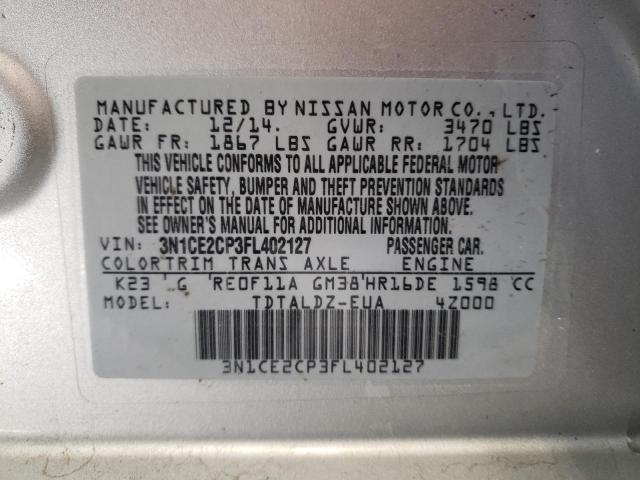 MANUFACTURED BY NISSAN MOTOR CO., LTD.
DATE: 12/14. GVWR: 3470 LBS
GAWR FR: 1867 LBS GAWR RR: 1704 LBS
THIS VEHICLE CONFORMS TO ALL APPLICABLE FEDERAL MOTOR
VEHICLE SAFETY, BUMPER AND THEFT PREVENTION STANDARDS
IN EFFECT ON THE DATE OF MANUFACTURE SHOWN ABOVE.
SEE OWNER'S MANUAL FOR ADDITIONAL INFORMATION.
VIN: 3N1CE2CP3FL402127 PASSENGER CAR.
COLOR TRIM TRANS AXLE ENGINE
K23 G RE0F11A GM38 HR16DE 1598 CC
MODEL: TDTALDZ-EUA 4Z000
3N1CE2CP3FL402127